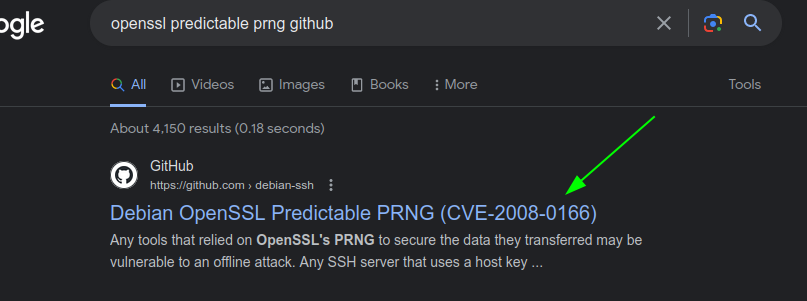 ogle
openssl predictable prng github
All Videos Images Books More Tools
About 4,150 results (0.18 seconds)
GitHub
https://github.com › debian-ssh
Debian OpenSSL Predictable PRNG (CVE-2008-0166)
Any tools that relied on OpenSSL's PRNG to secure the data they transferred may be
vulnerable to an offline attack. Any SSH server that uses a host key ...